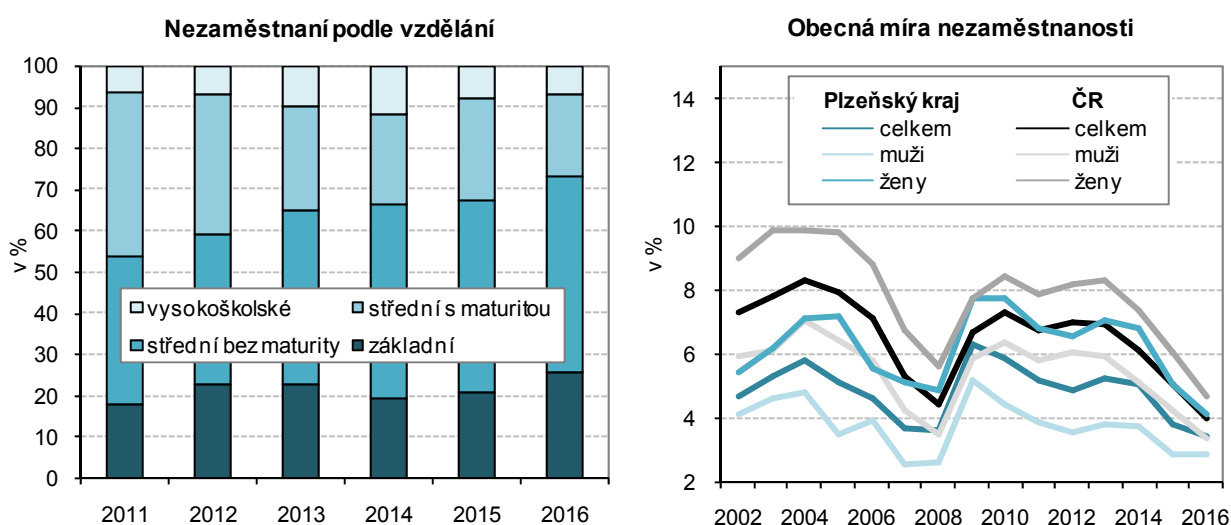 Nezaměstnaní podle vzdělání
v %
100
90
80
70
60
50
40
30
20
10
0
vysokoškolské
střední s maturitou
střední bez maturity
základní
2011 2012 2013 2014 2015 2016
Obecná míra nezaměstnanosti
v %
14
12
10
8
6
4
2
Plzeňský kraj
ČR
celkem
celkem
muži
muži
ženy
ženy
2002 2004 2006 2008 2010 2012 2014 2016